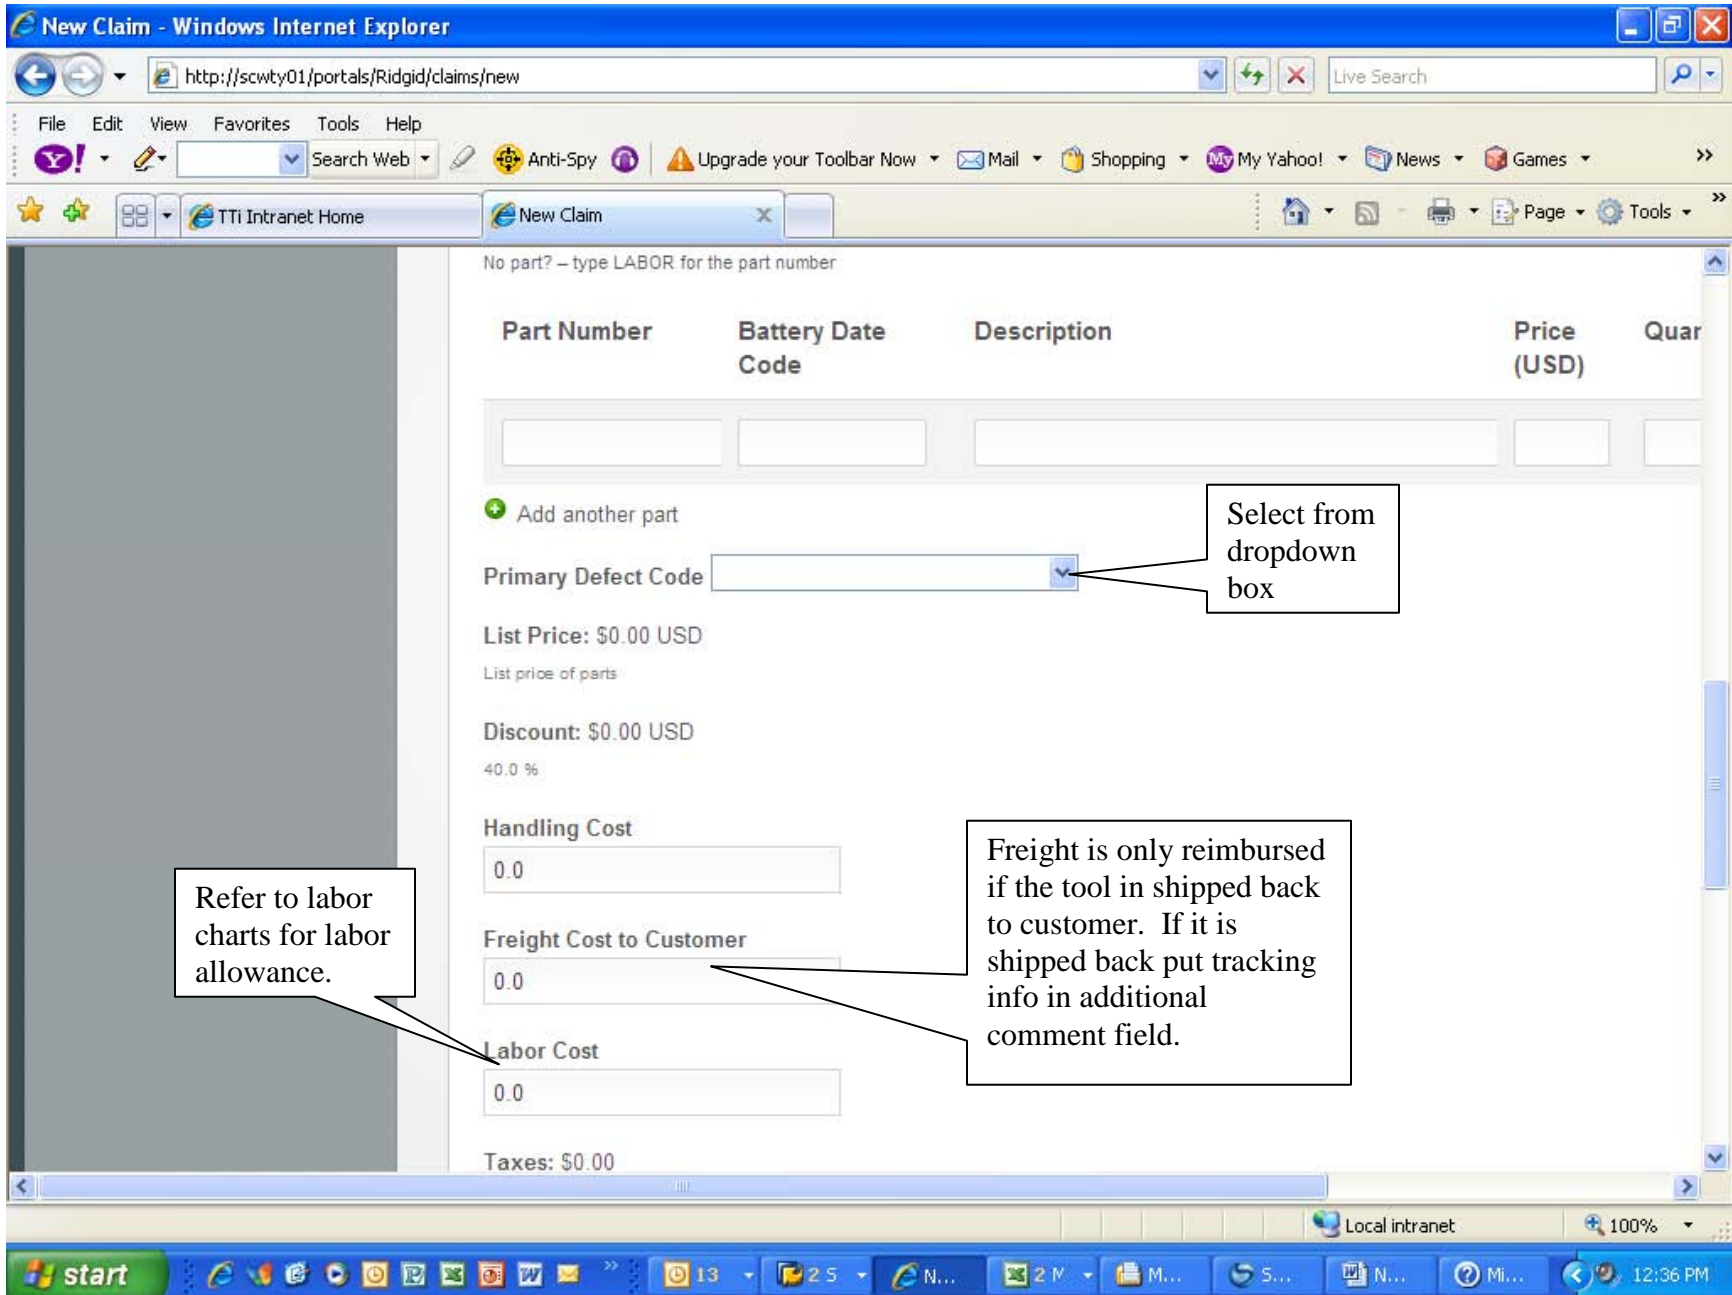 New Claim - Windows Internet Explorer
http://scwty01/portals/Ridgid/claims/new
Live Search
File Edit View Favorites Tools Help
Y! Search Web Anti-Spy Upgrade your Toolbar Now Mail Shopping My My Yahoo! News Games
TTi Intranet Home New Claim Page Tools
No part? – type LABOR for the part number
Part Number Battery Date Description Price Quan
Code (USD)
Add another part
Select from
dropdown
box
Primary Defect Code
List Price: $0.00 USD
List price of parts
Discount: $0.00 USD
40.0 %
Handling Cost
0.0
Freight is only reimbursed
if the tool in shipped back
to customer. If it is
shipped back put tracking
info in additional
comment field.
Refer to labor
charts for labor
allowance.
Freight Cost to Customer
0.0
Labor Cost
0.0
Taxes: $0.00
Local intranet 100%
start 13 2 S N... 2 M M... S... N... Mi... 12:36 PM